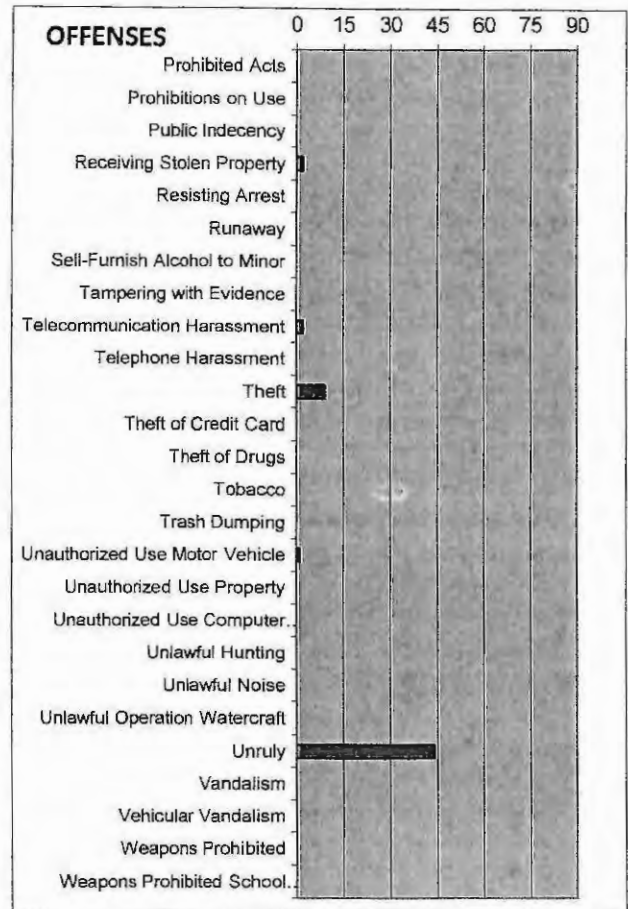 OFFENSES
0 15 30 45 60 75 90
Prohibited Acts
Prohibitions on Use
Public Indecency
Receiving Stolen Property
Resisting Arrest
Runaway
Sell-Furnish Alcohol to Minor
Tampering with Evidence
Telecommunication Harassment
Telephone Harassment
Theft
Theft of Credit Card
Theft of Drugs
Tobacco
Trash Dumping
Unauthorized Use Motor Vehicle
Unauthorized Use Property
Unauthorized Use Computer..
Unlawful Hunting
Unlawful Noise
Unlawful Operation Watercraft
Unruly
Vandalism
Vehicular Vandalism
Weapons Prohibited
Weapons Prohibited School..